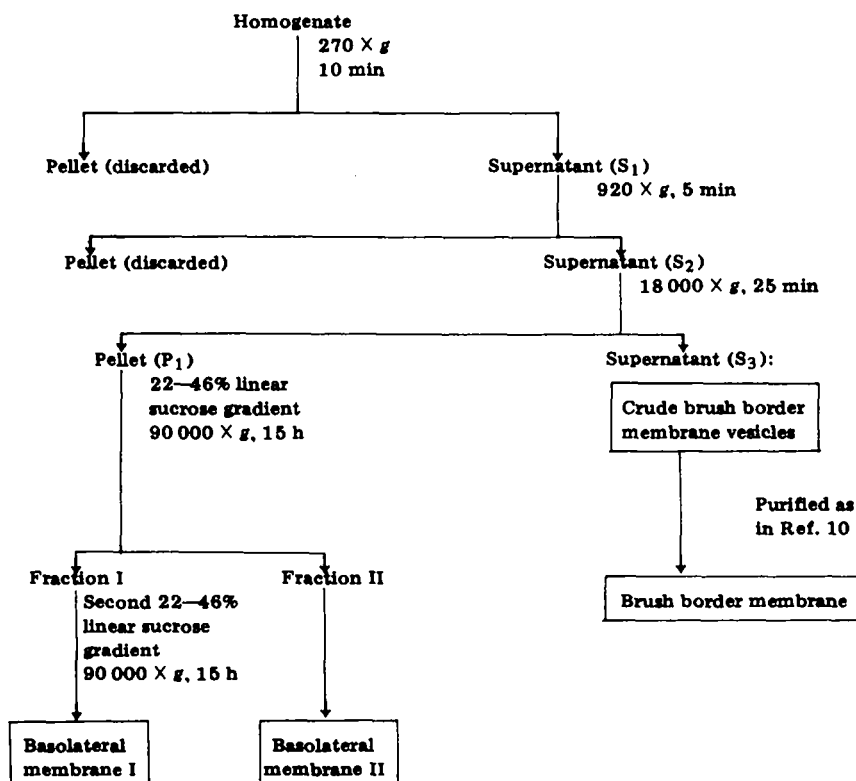 Homogenate
270 × g
10 min
Pellet (discarded)
Supernatant (S₁)
920 × g, 5 min
Pellet (discarded)
Supernatant (S₂)
18 000 × g, 25 min
Pellet (P₁)
22—46% linear
sucrose gradient
90 000 × g, 15 h
Supernatant (S₃):
Crude brush border
membrane vesicles
Purified as
in Ref. 10
Brush border membrane
Fraction I
Second 22—46%
linear sucrose
gradient
90 000 × g, 15 h
Fraction II
Basolateral
membrane I
Basolateral
membrane II